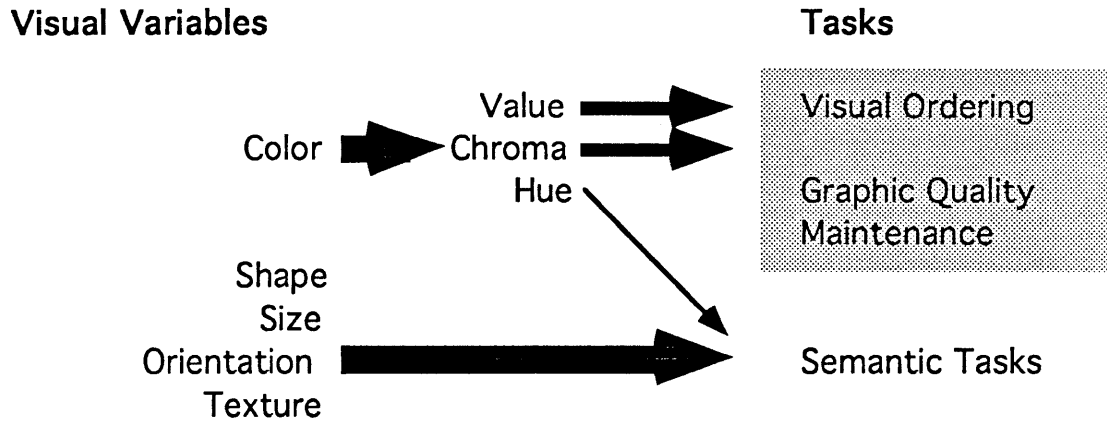 Visual Variables
Tasks
Value
Visual Ordering
Color
Chroma
Hue
Graphic Quality
Maintenance
Shape
Size
Orientation
Semantic Tasks
Texture